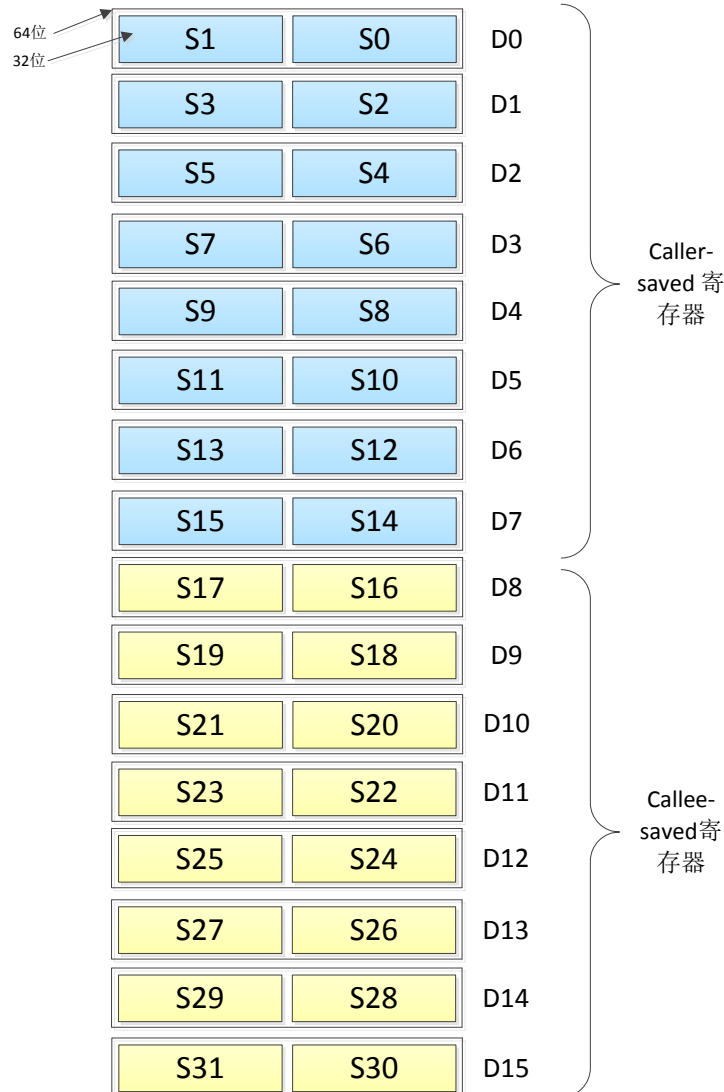 64位
32位
S1 S0 D0
S3 S2 D1
S5 S4 D2
S7 S6 D3
Caller-
saved 寄
存器
S9 S8 D4
S11 S10 D5
S13 S12 D6
S15 S14 D7
S17 S16 D8
S19 S18 D9
S21 S20 D10
S23 S22 D11
Callee-
saved寄
存器
S25 S24 D12
S27 S26 D13
S29 S28 D14
S31 S30 D15